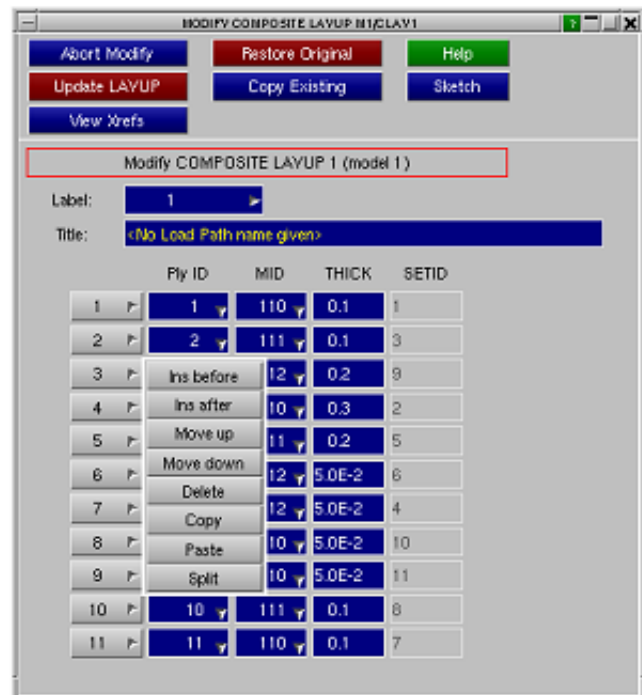 MODIFY COMPOSITE LAYUP M1/CLAY1
?
Abort Modify Restore Original Help
Update LAYUP Copy Existing Sketch
View Xrefs
Modify COMPOSITE LAYUP 1 (model 1)
Label: 1
Title: <No Load Path name given>
Ply ID MID THICK SETID
1 1 110 0.1 1
2 2 111 0.1 3
3 Ins before 12 0.2 9
4 Ins after 10 0.3 2
5 Move up 11 0.2 5
6 Move down 12 5.0E-2 6
7 Delete 12 5.0E-2 4
8 Copy 10 5.0E-2 10
Paste
9 Split 10 5.0E-2 11
10 10 111 0.1 8
11 11 110 0.1 7